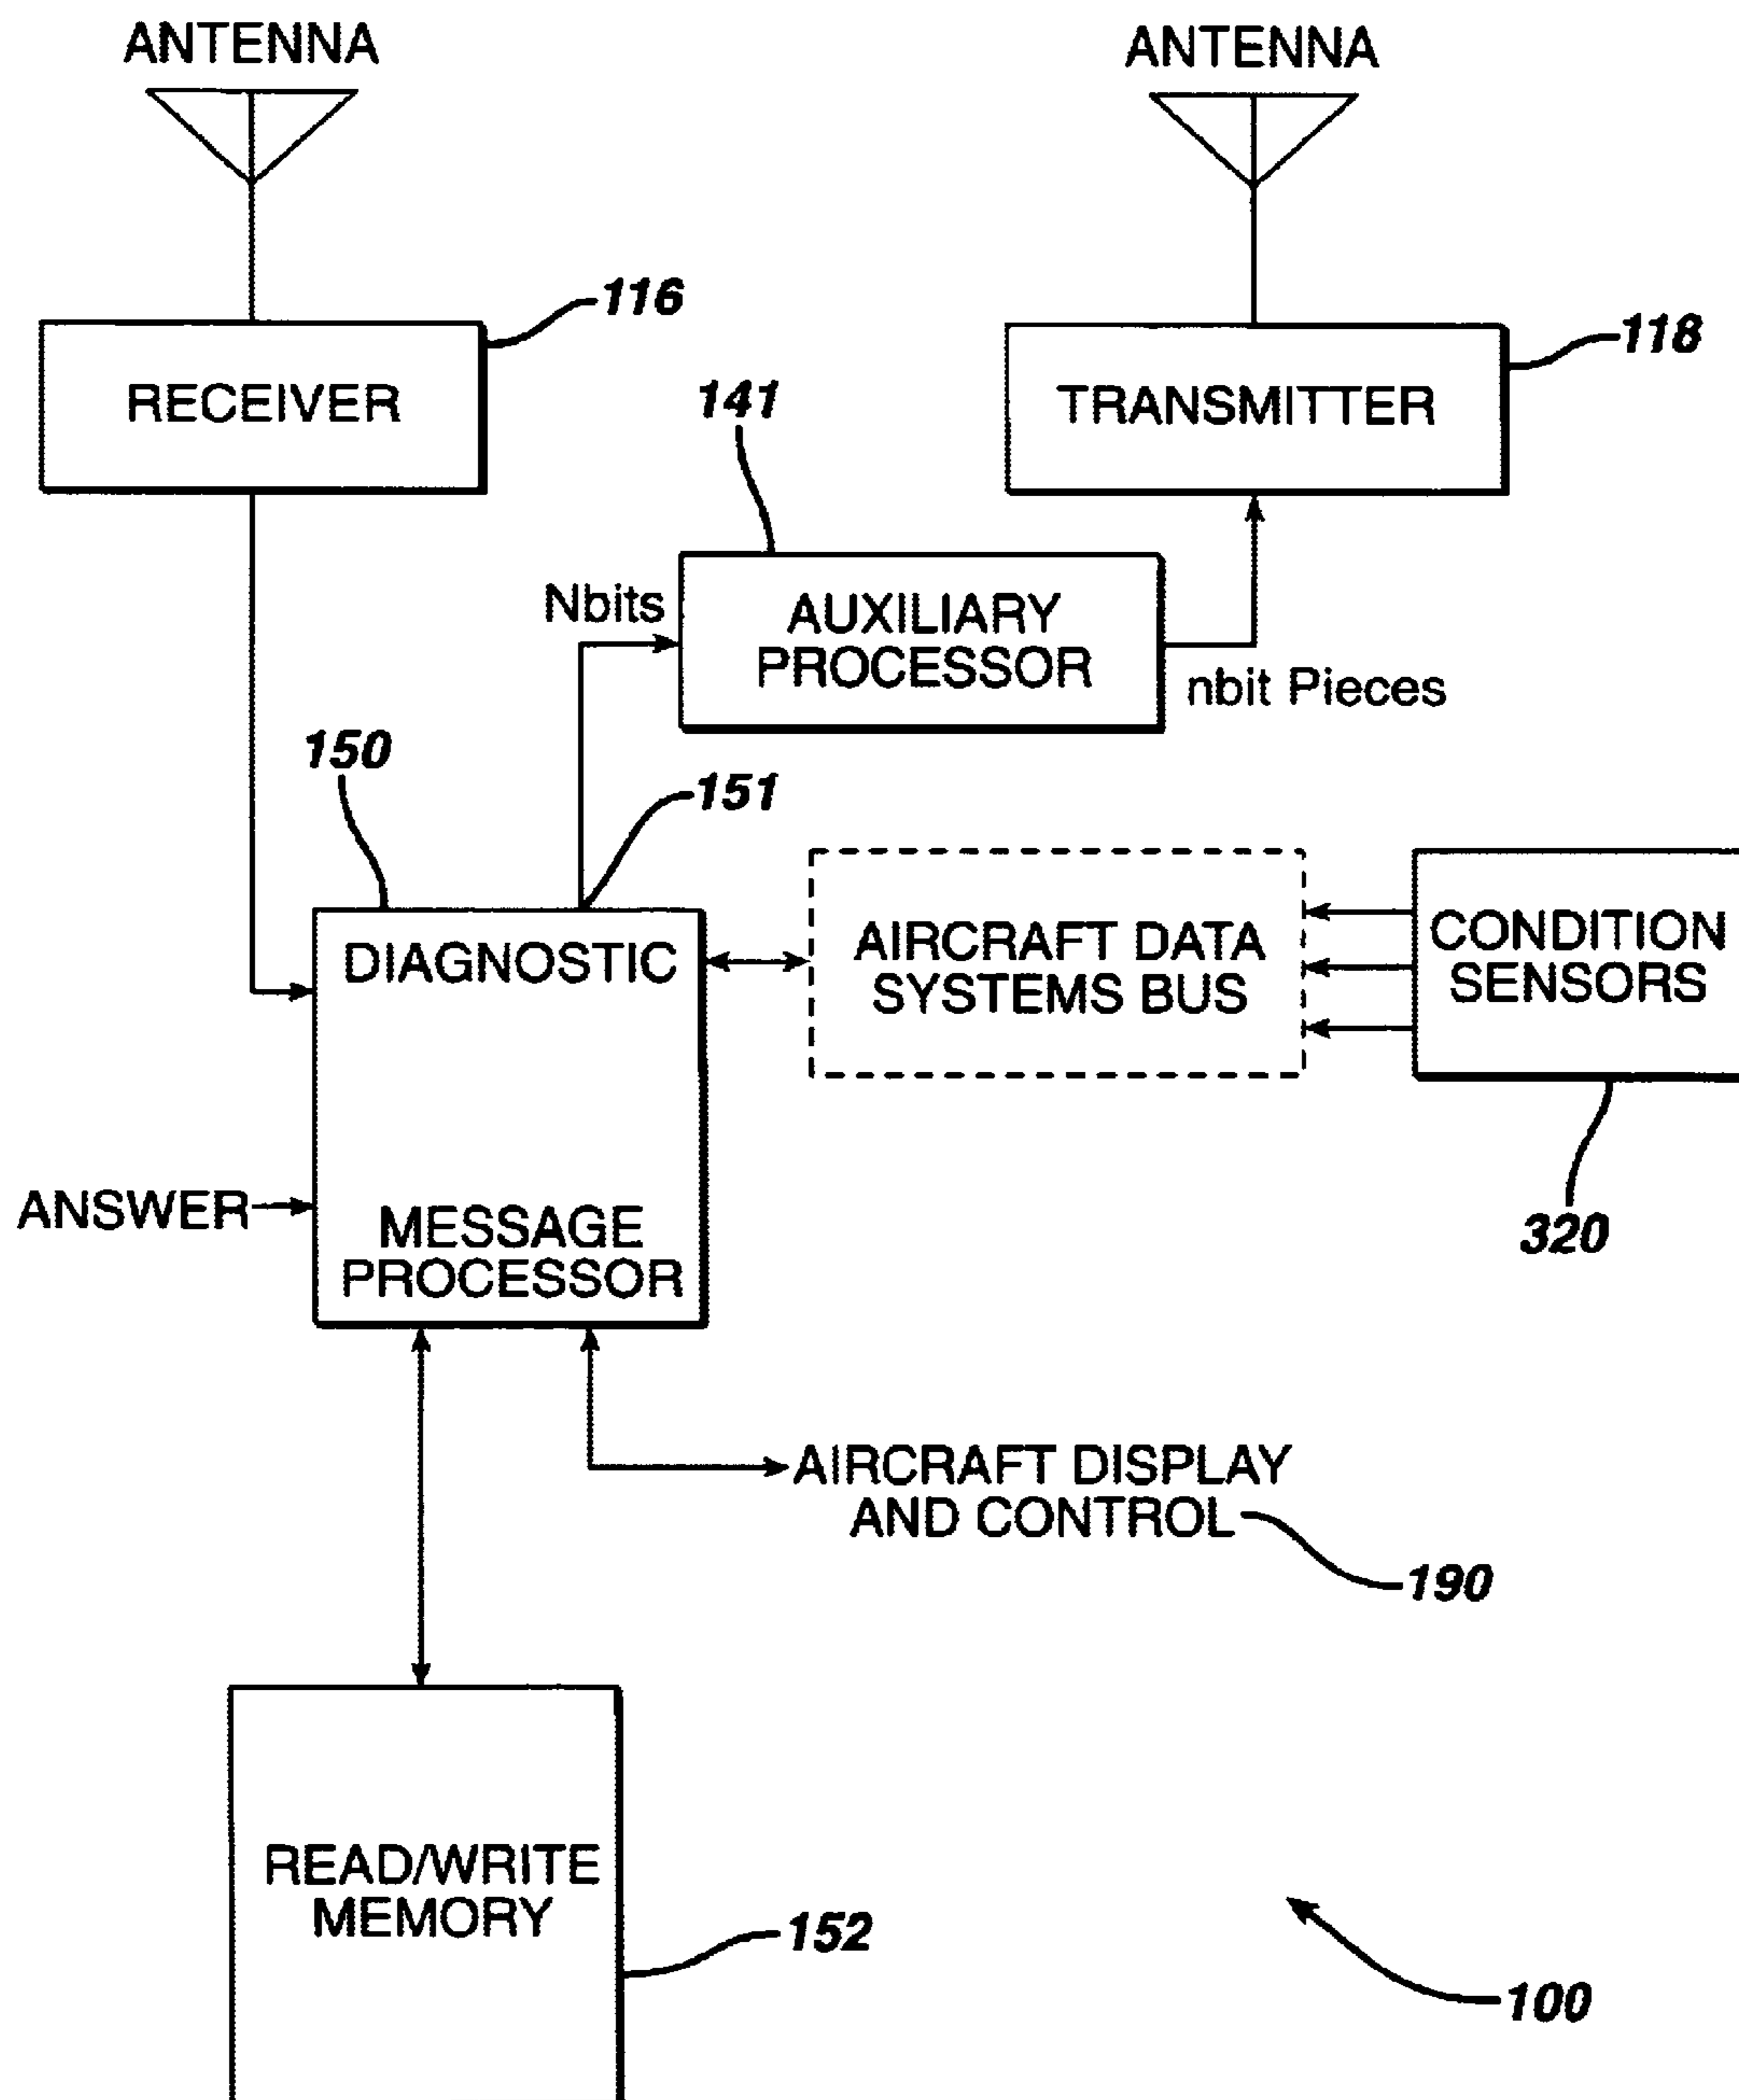 ANTENNA
ANTENNA
116
118
RECEIVER
TRANSMITTER
141
Nbits
AUXILIARY
PROCESSOR
nbit Pieces
150
151
DIAGNOSTIC
AIRCRAFT DATA
SYSTEMS BUS
CONDITION
SENSORS
ANSWER
MESSAGE
PROCESSOR
320
AIRCRAFT DISPLAY
AND CONTROL
190
READ/WRITE
MEMORY
152
100